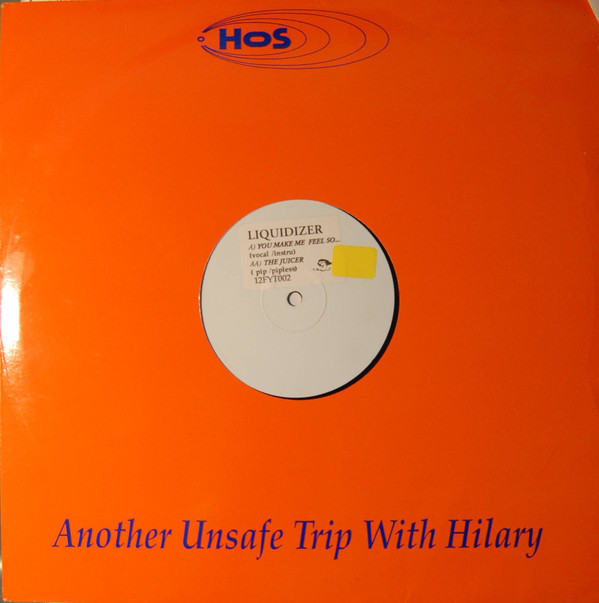 HOS
LIQUIDIZER
A) YOU MAKE ME FEEL SO....
(vocal /instru)
AA) THE JUICER
( pip /pipless)
12FYT002
Another Unsafe Trip With Hilary